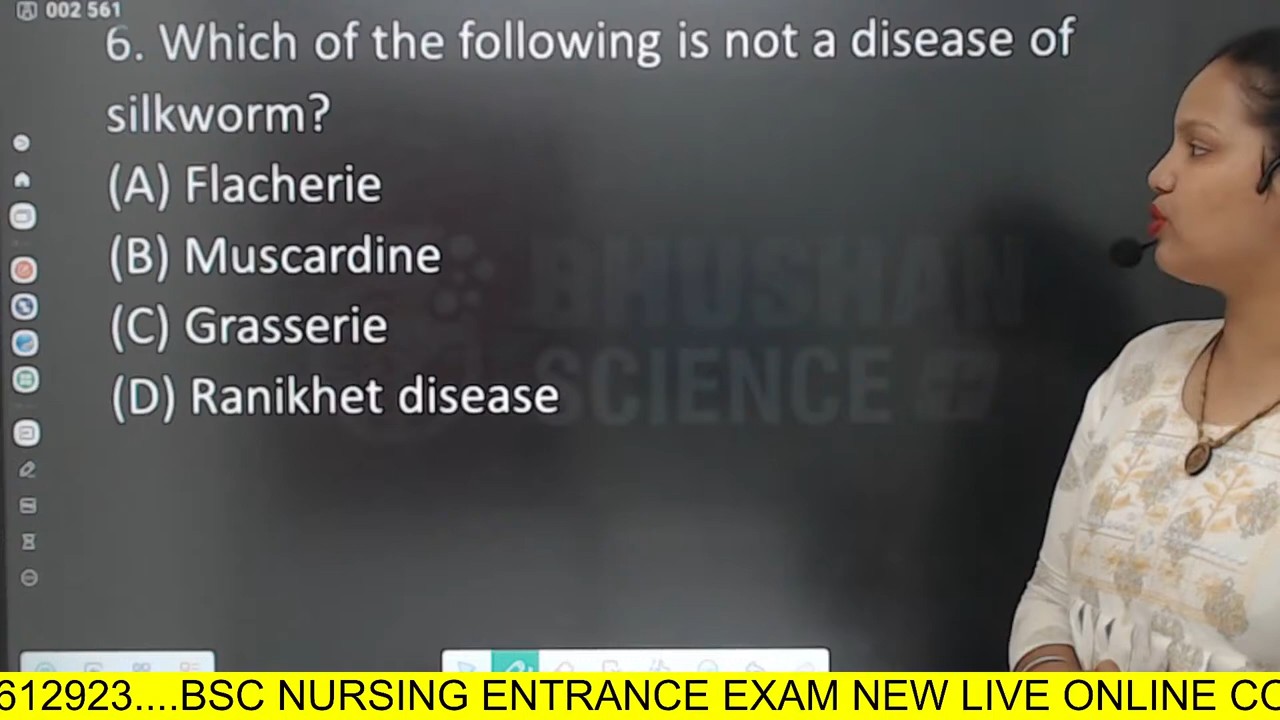 002 561
6. Which of the following is not a disease of
silkworm?
(A) Flacherie
(B) Muscardine
(C) Grasserie
(D) Ranikhet disease
BHUSHAN
SCIENCE
612923....BSC NURSING ENTRANCE EXAM NEW LIVE ONLINE CO